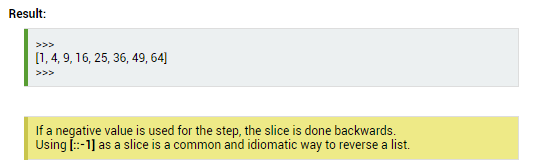 Result:
>>>
[1, 4, 9, 16, 25, 36, 49, 64]
>>>
If a negative value is used for the step, the slice is done backwards.
Using [::-1] as a slice is a common and idiomatic way to reverse a list.